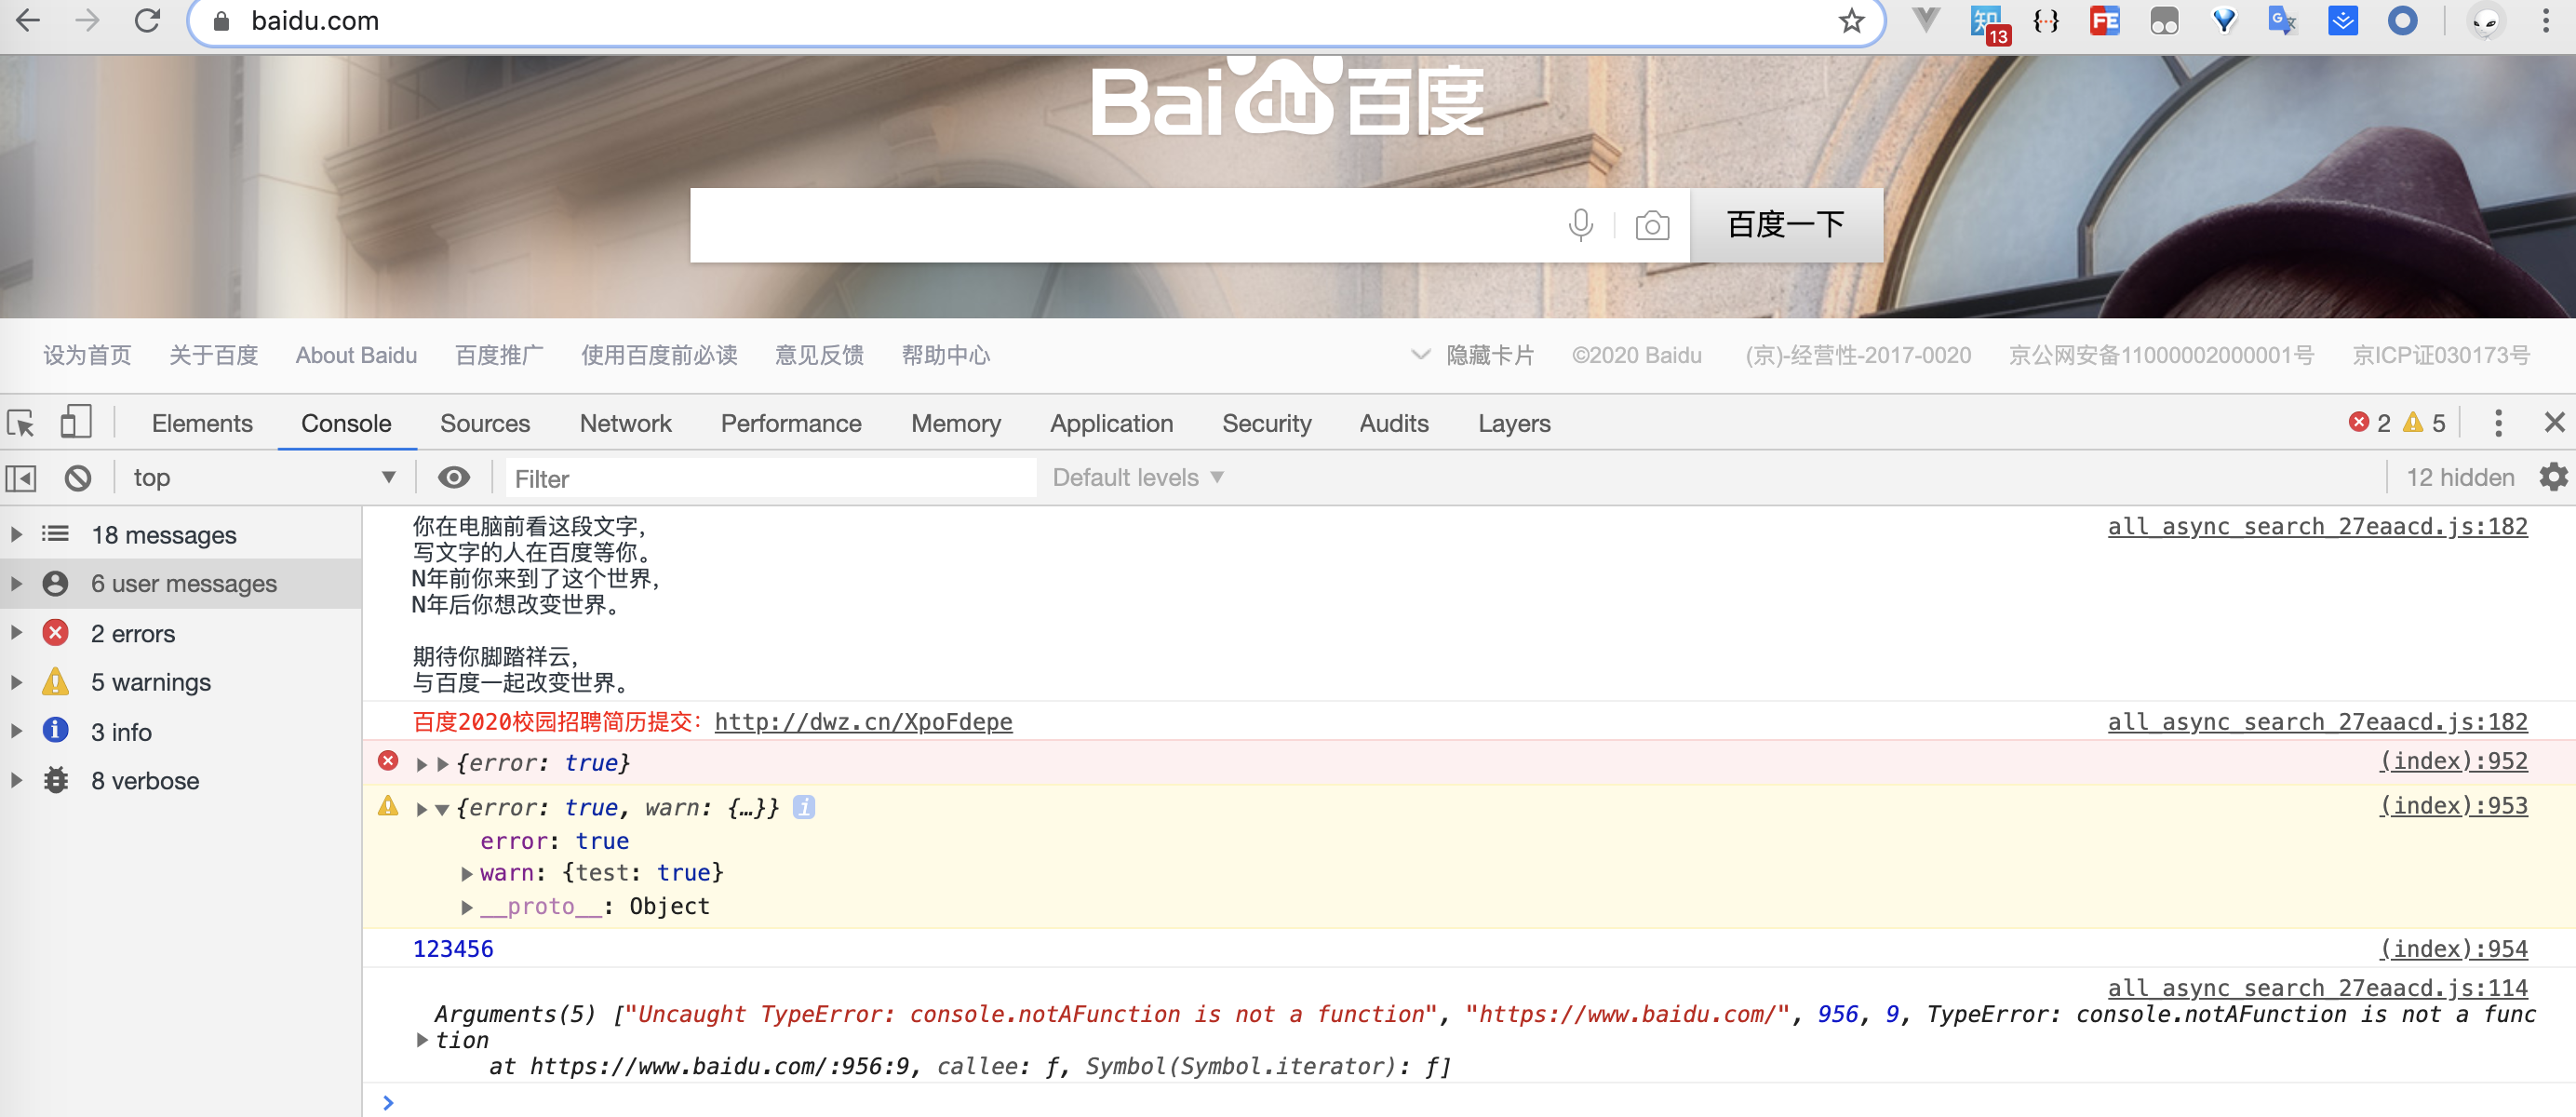 baidu.com
知
13
FE
G文
Bai du 百度
百度一下
设为首页 关于百度 About Baidu 百度推广 使用百度前必读 意见反馈 帮助中心 隐藏卡片 ©2020 Baidu (京)-经营性-2017-0020 京公网安备11000002000001号 京ICP证030173号
Elements Console Sources Network Performance Memory Application Security Audits Layers 2 5
top Filter Default levels 12 hidden
18 messages
6 user messages
2 errors
5 warnings
3 info
8 verbose
你在电脑前看这段文字, all_async_search_27eaacd.js:182
写文字的人在百度等你。
N年前你来到了这个世界,
N年后你想改变世界。
期待你脚踏祥云,
与百度一起改变世界。
百度2020校园招聘简历提交：http://dwz.cn/XpoFdepe all_async_search_27eaacd.js:182
{error: true} (index):952
{error: true, warn: {…}} i (index):953
error: true
warn: {test: true}
__proto__: Object
123456 (index):954
all_async_search_27eaacd.js:114
Arguments(5) ["Uncaught TypeError: console.notAFunction is not a function", "https://www.baidu.com/", 956, 9, TypeError: console.notAFunction is not a func
tion
at https://www.baidu.com/:956:9, callee: ƒ, Symbol(Symbol.iterator): ƒ]